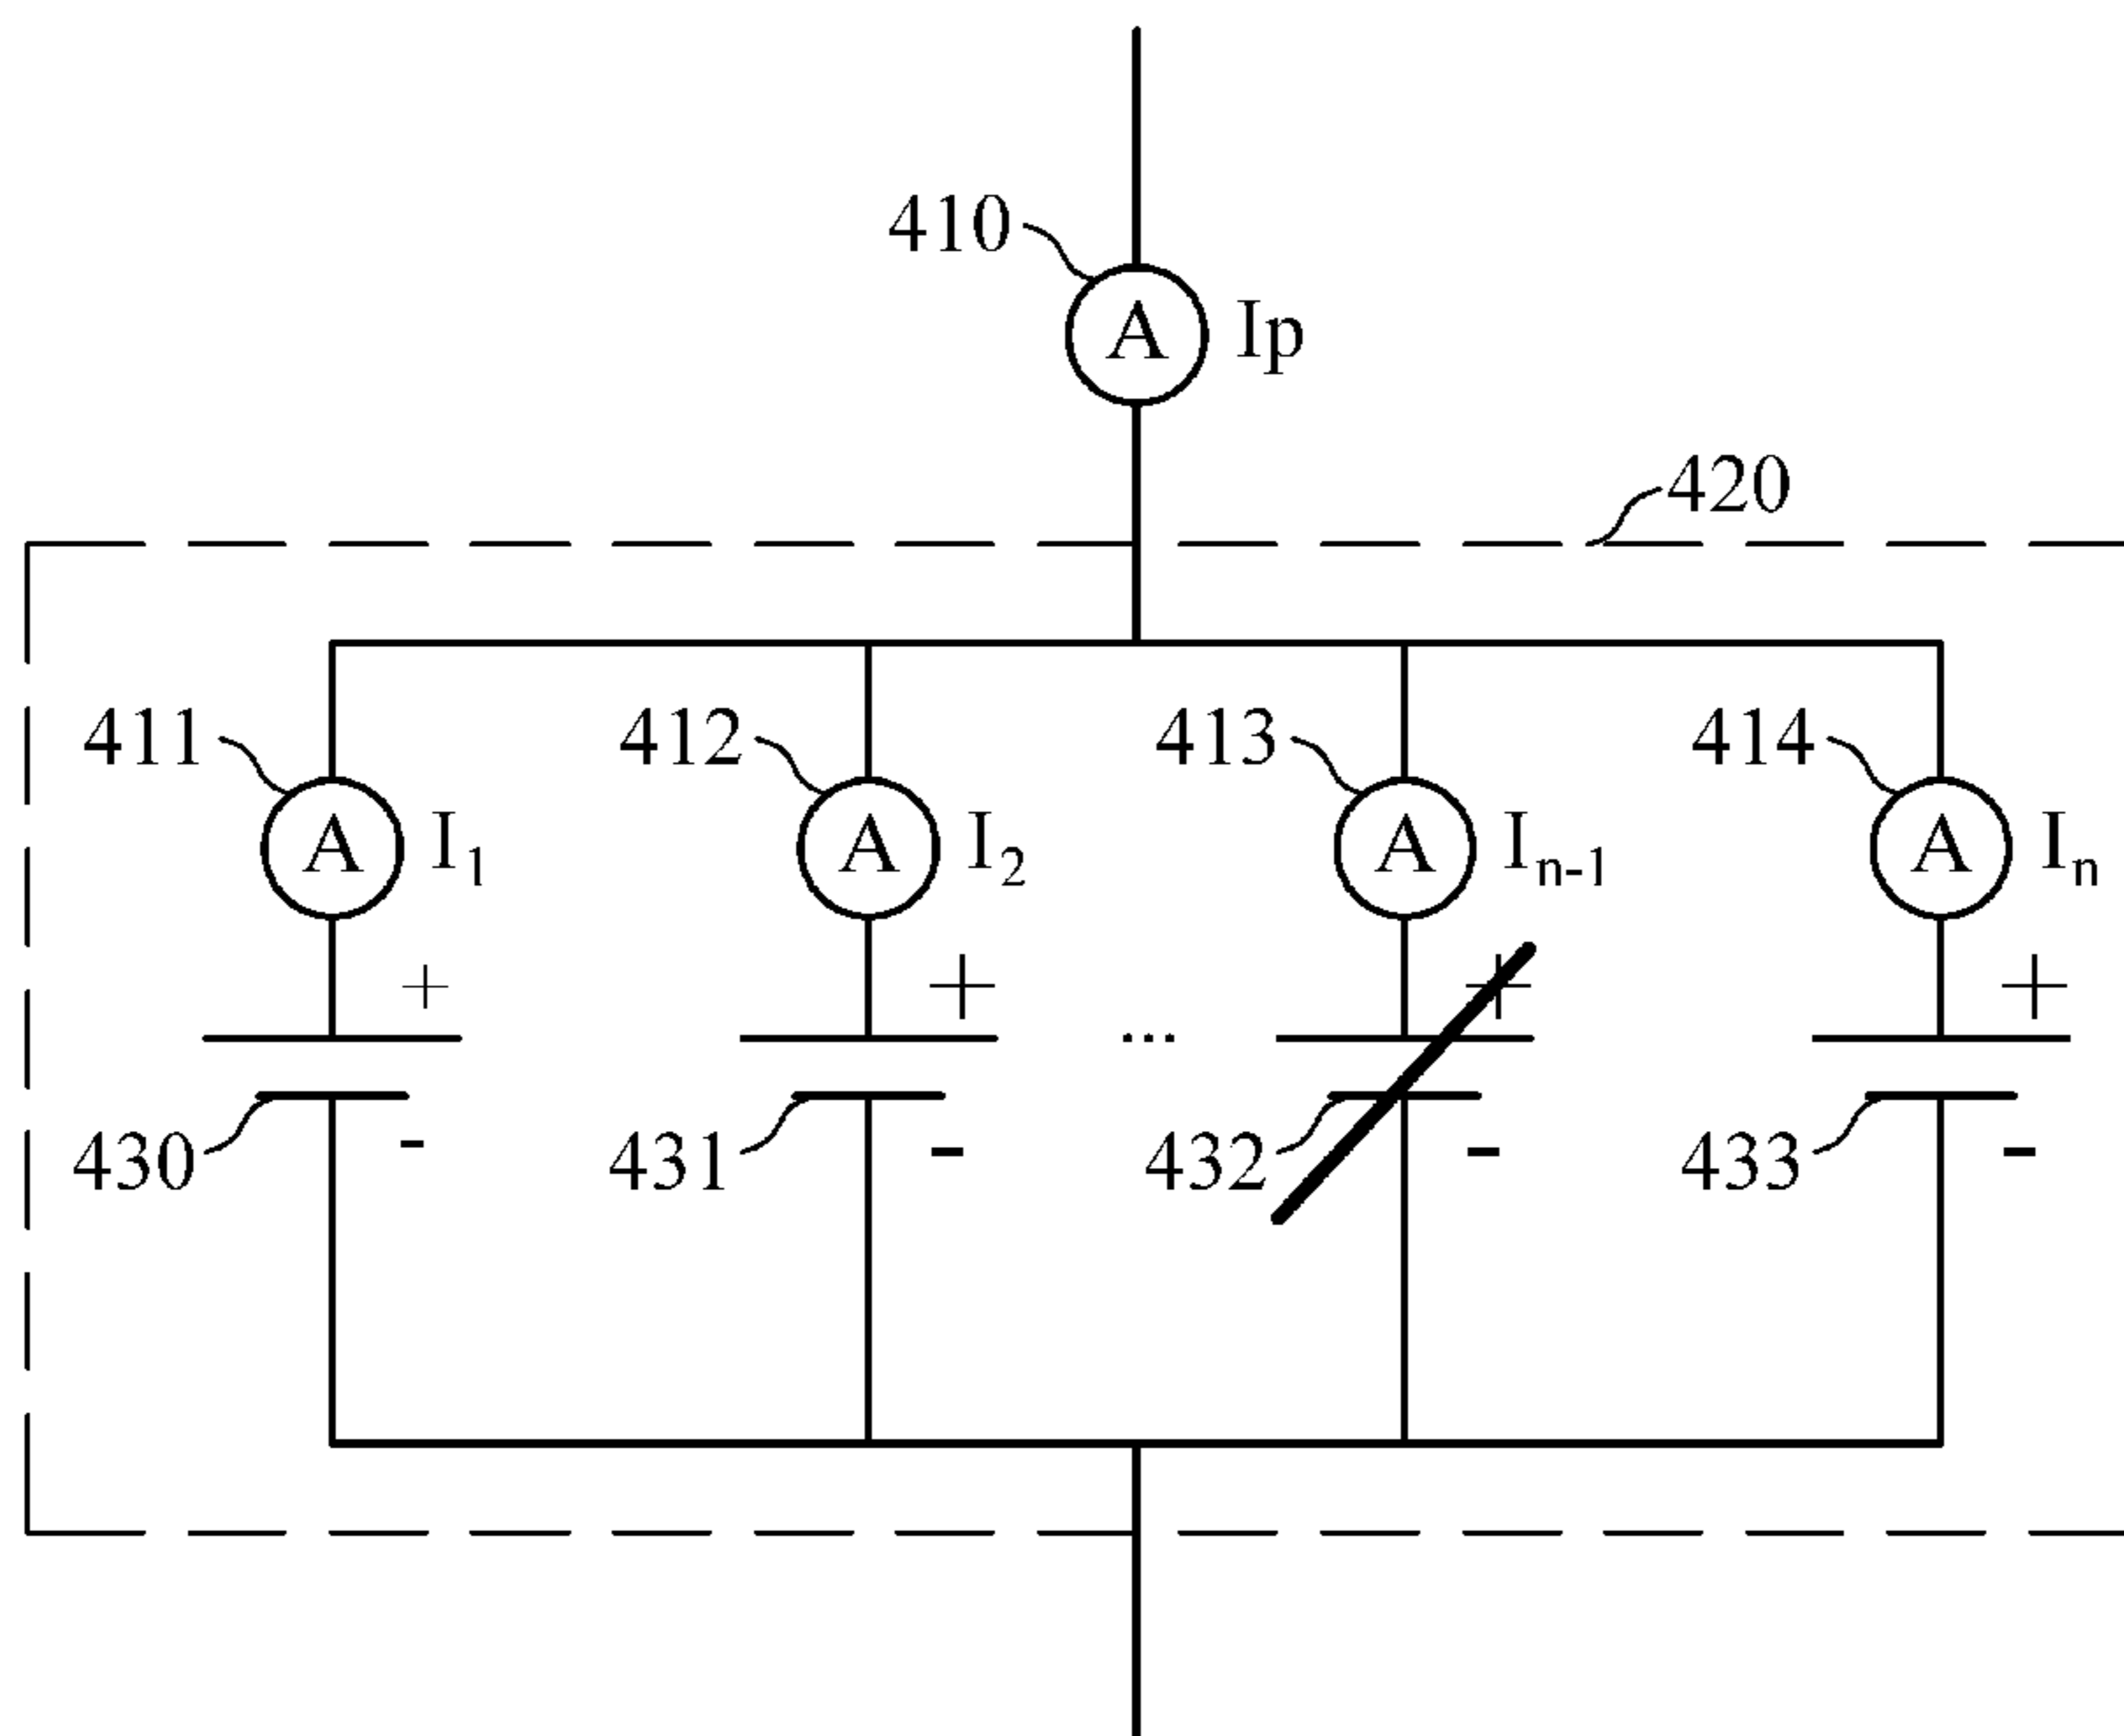 410
A Ip
420
411 412 413 414
A I₁ A I₂ A Iₙ₋₁ A Iₙ
+ + ... + +
430 - 431 - 432 - 433 -